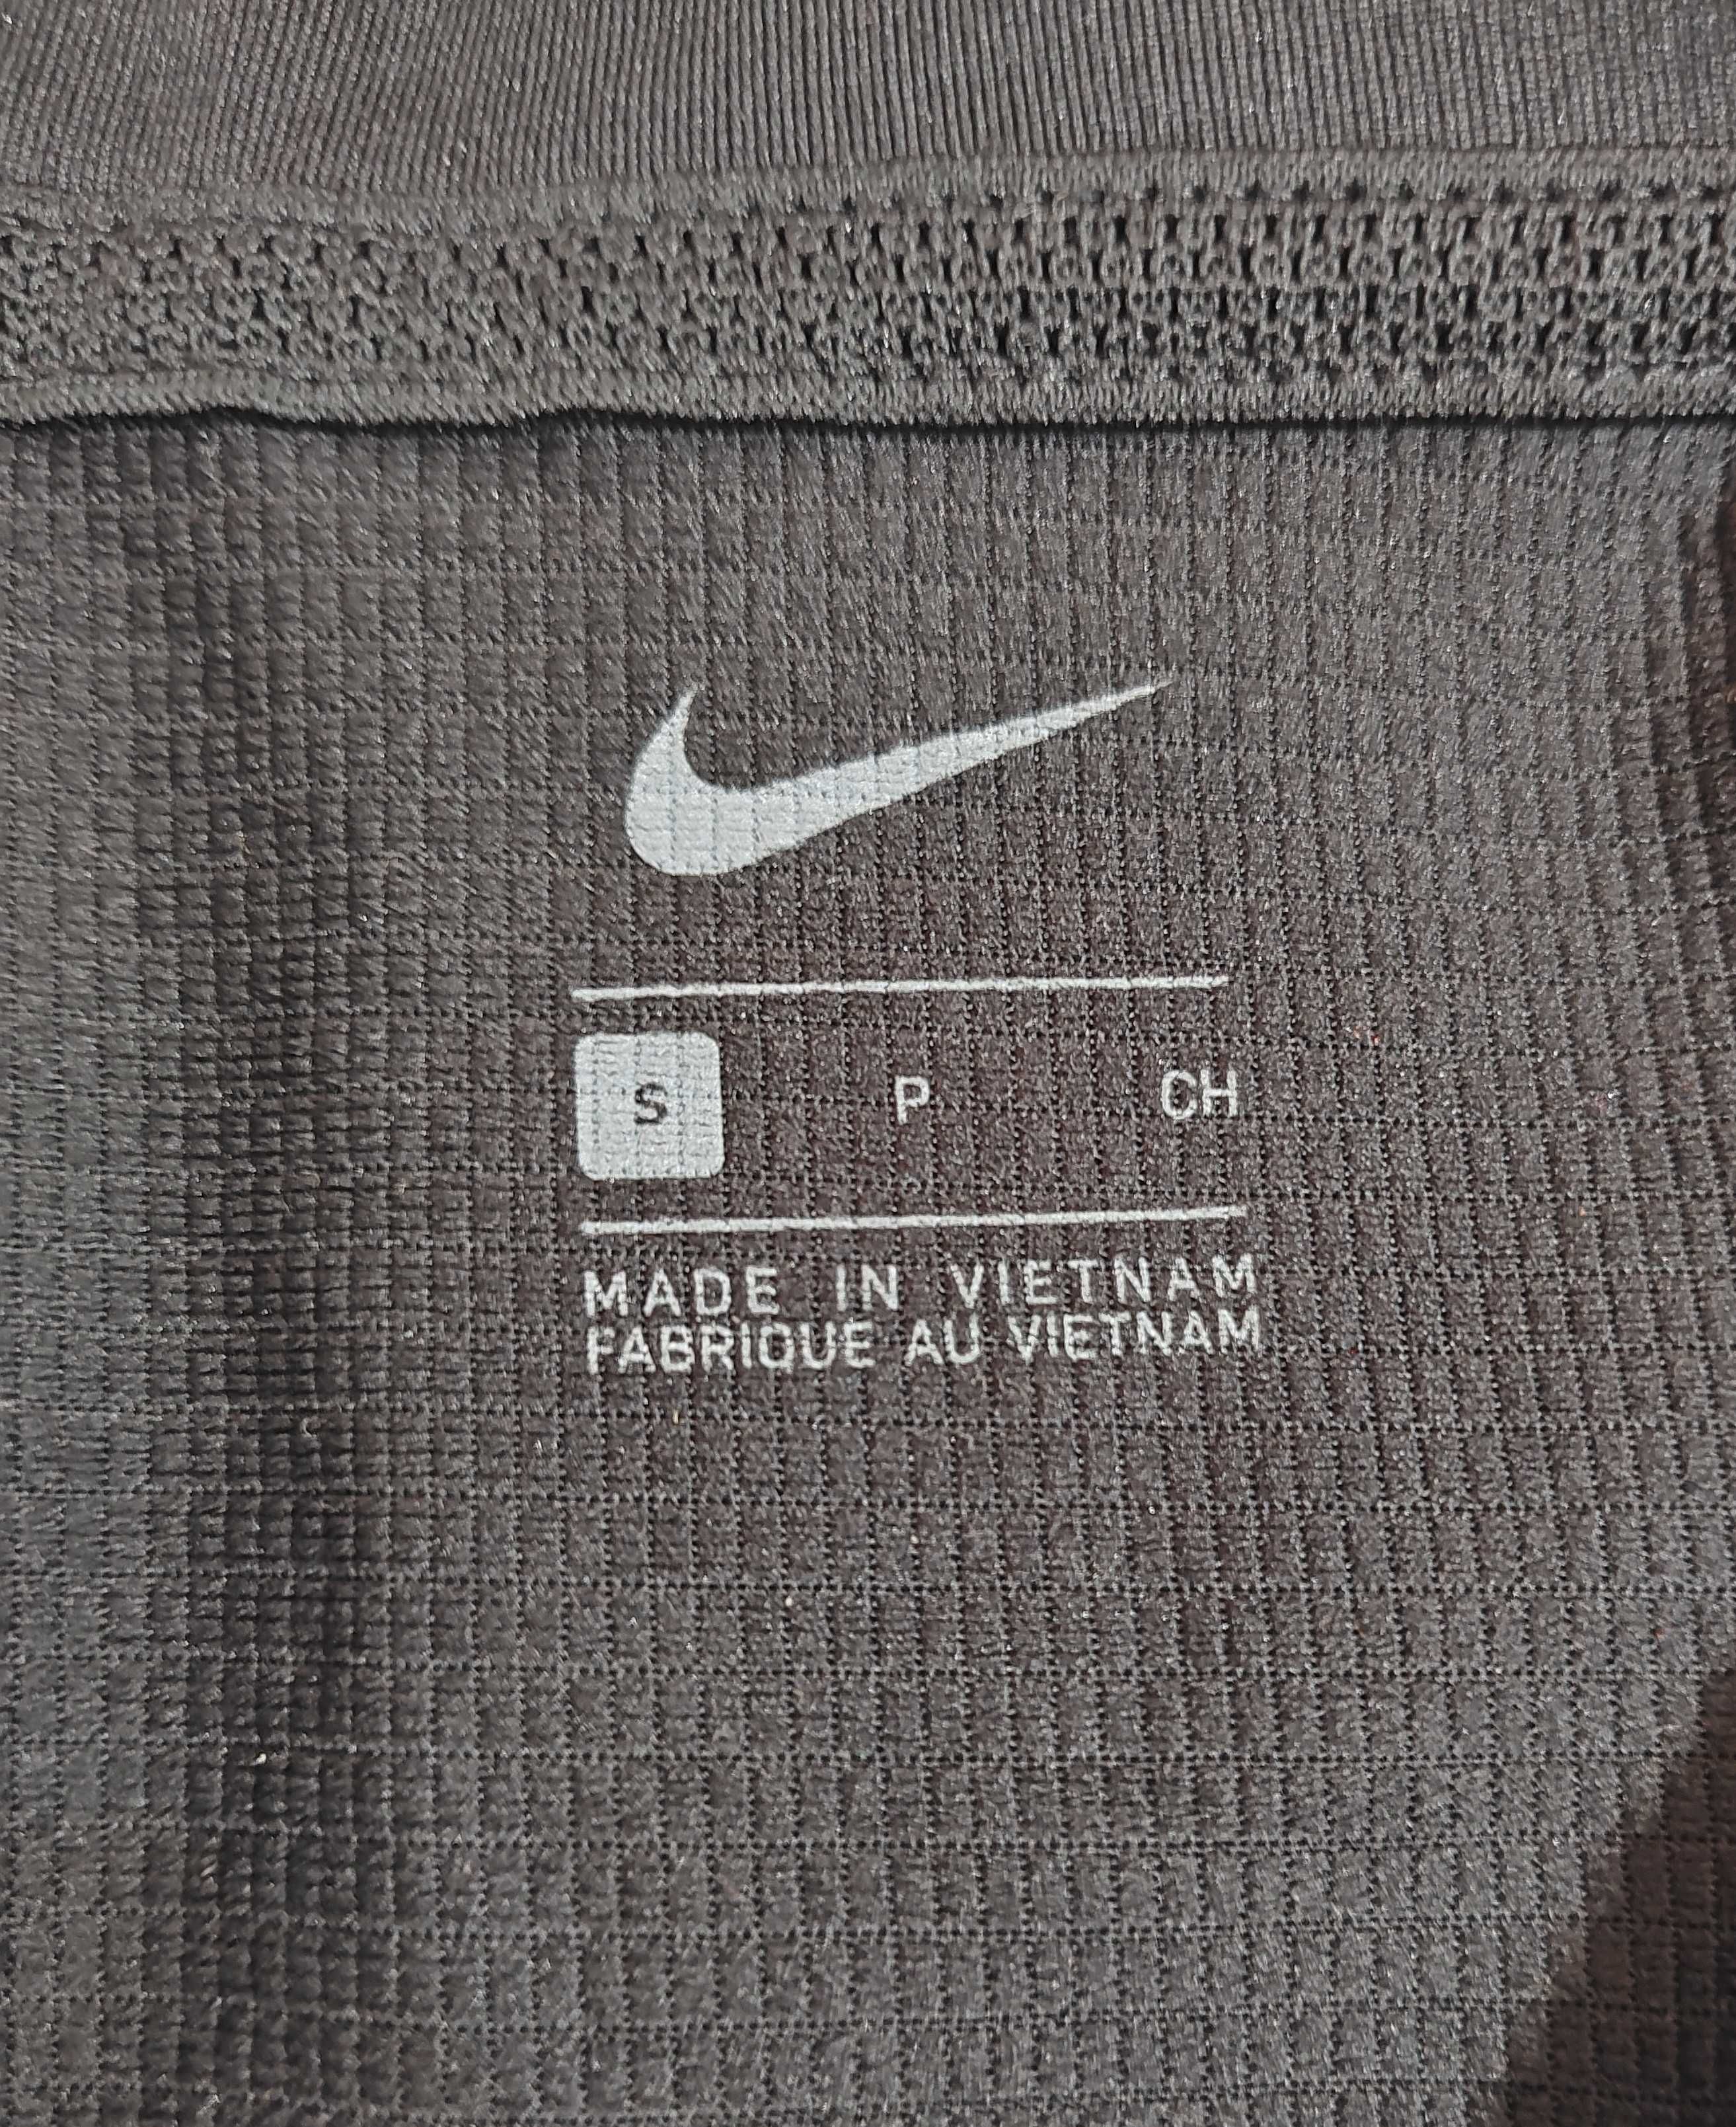 S P CH
MADE IN VIETNAM
FABRIQUE AU VIETNAM